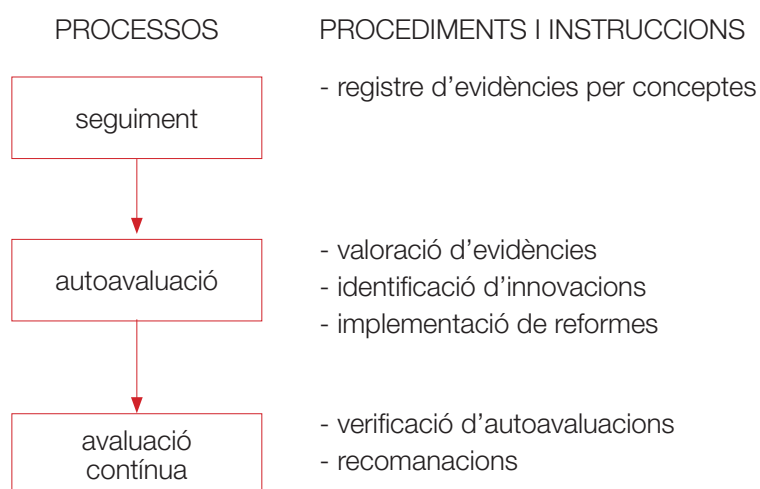 PROCESSOS PROCEDIMENTS I INSTRUCCIONS
seguiment
- registre d’evidències per conceptes
autoavaluació
- valoració d’evidències
- identificació d’innovacions
- implementació de reformes
avaluació
contínua
- verificació d’autoavaluacions
- recomanacions